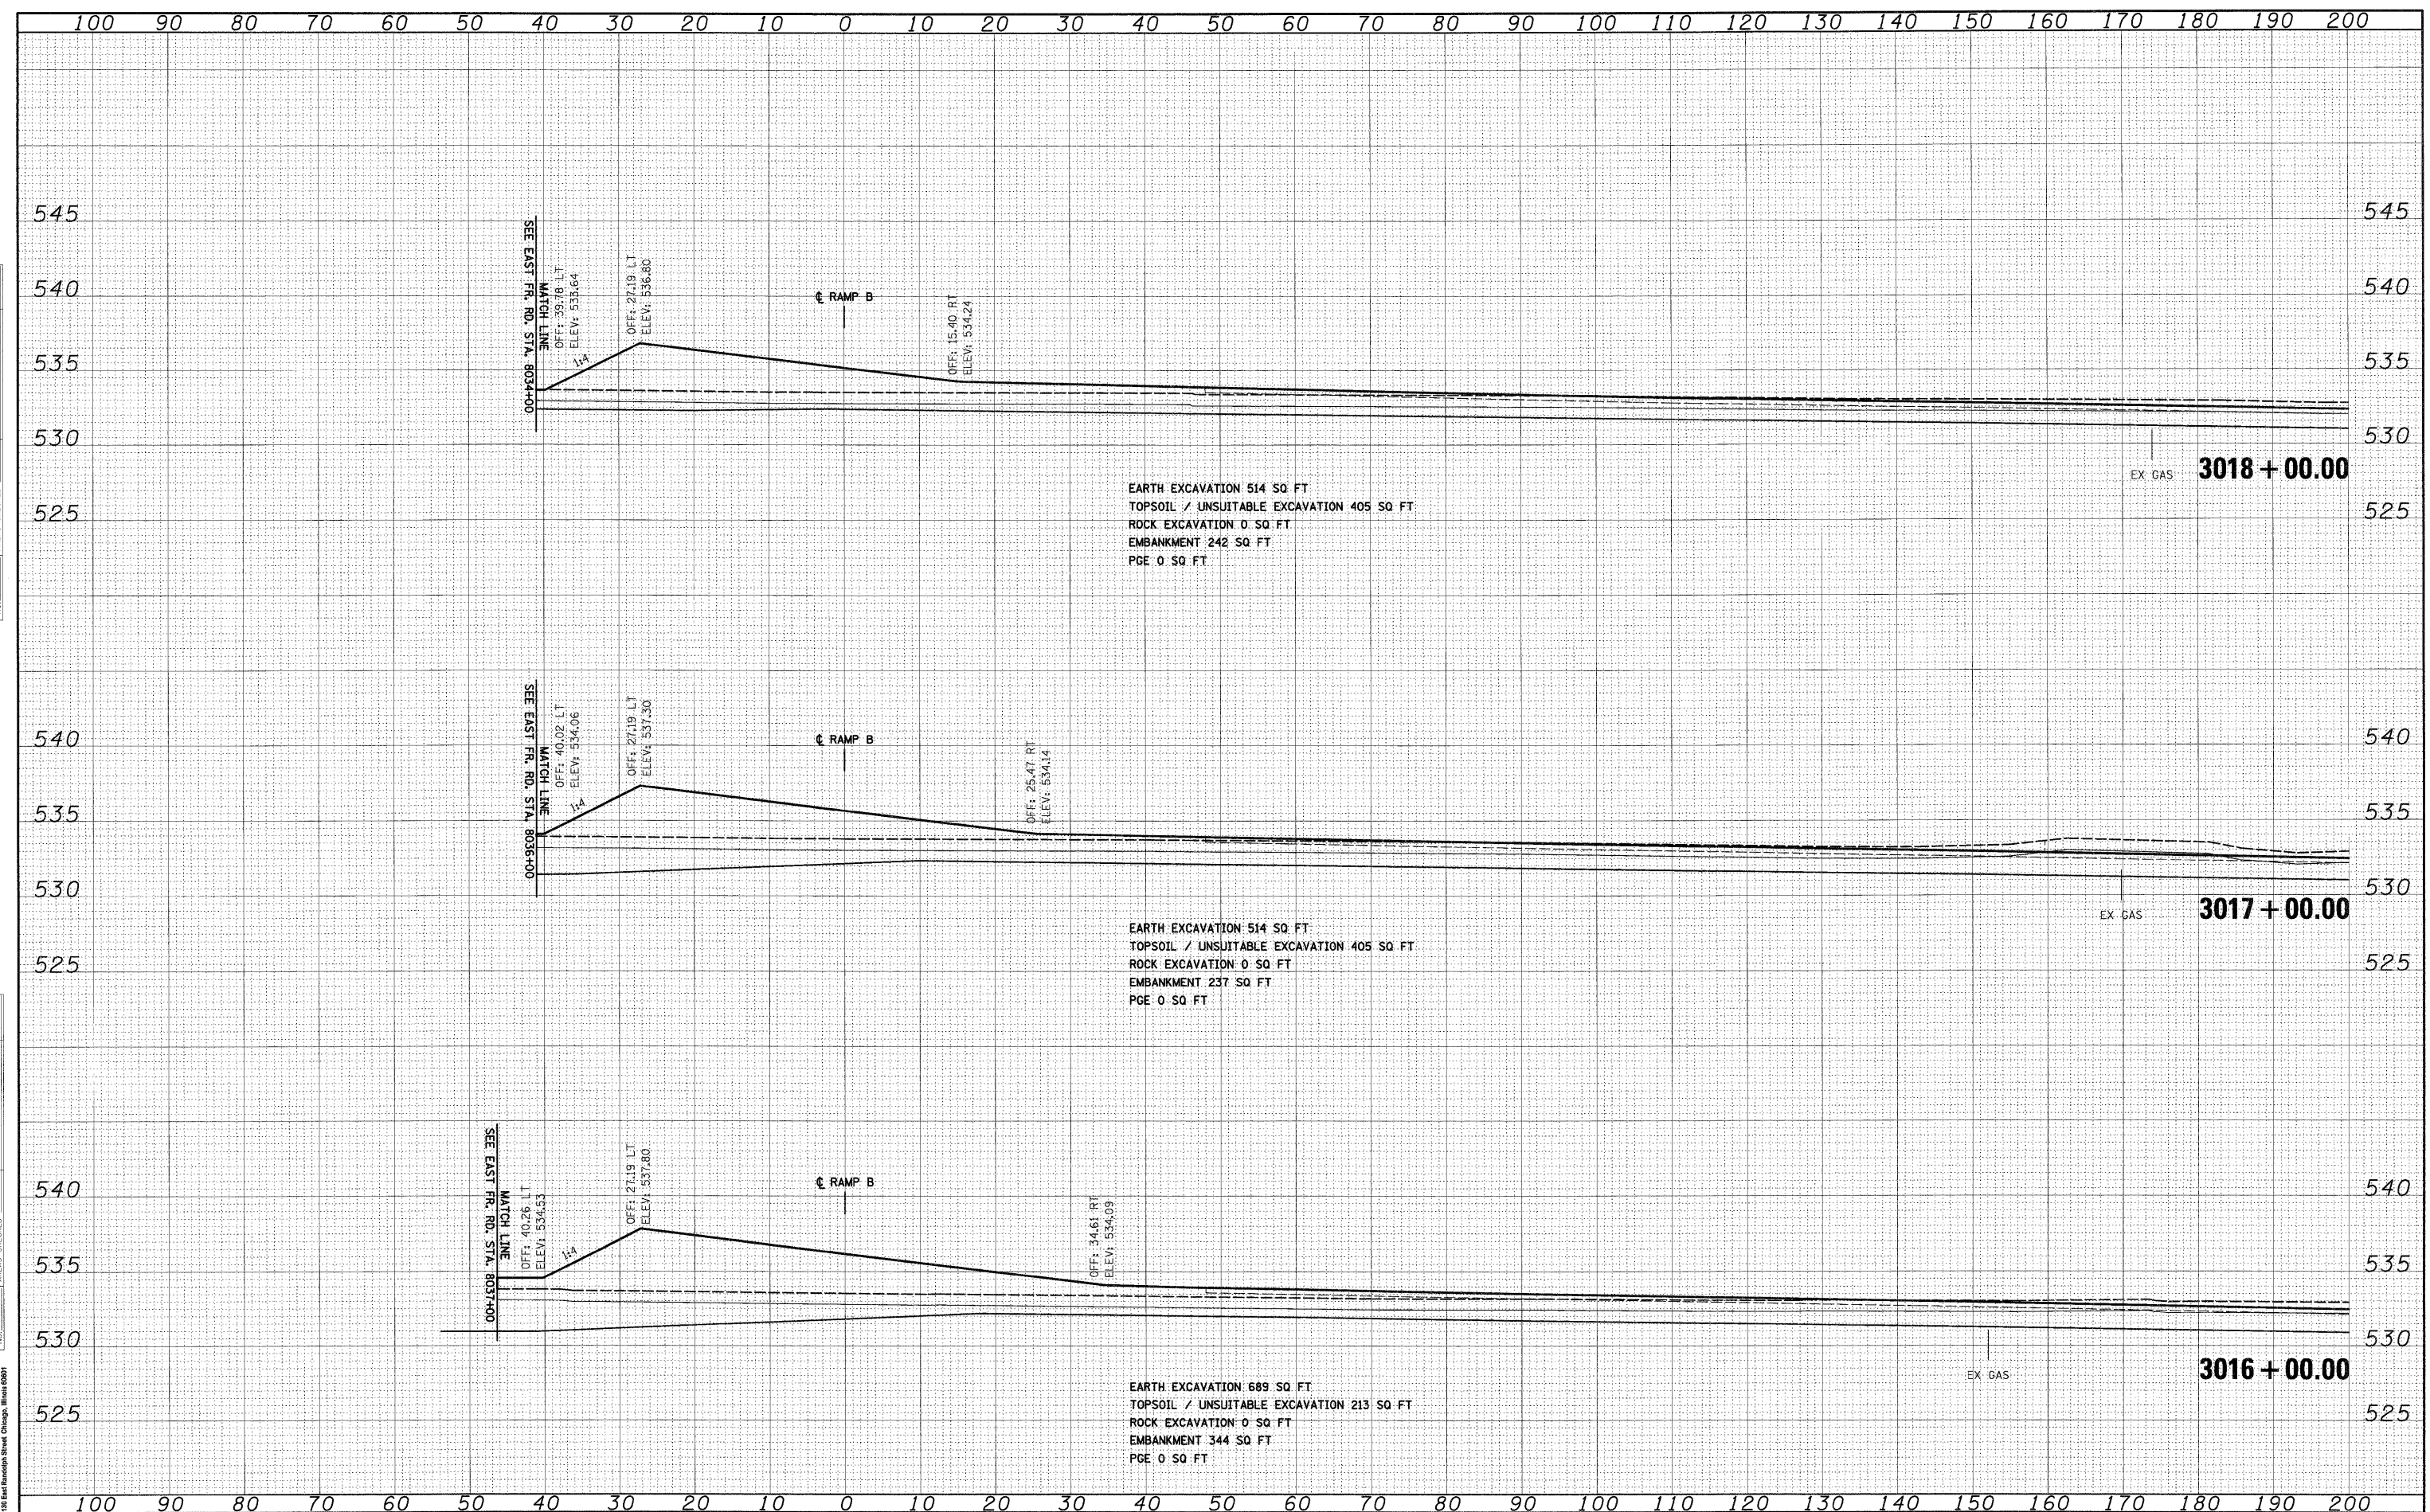 100 90 80 70 60 50 40 30 20 10 0 10 20 30 40 50 60 70 80 90 100 110 120 130 140 150 160 170 180 190 200
545
545
SEE EAST FR. RD. STA. 8034+00
MATCH LINE
OFF: 39.78 LT
ELEV: 533.64
1:4
OFF: 27.19 LT
ELEV: 536.80
℄ RAMP B
OFF: 15.40 RT
ELEV: 534.24
540
540
535
535
530
530
EX GAS
3018 + 00.00
EARTH EXCAVATION 514 SQ FT
TOPSOIL / UNSUITABLE EXCAVATION 405 SQ FT
ROCK EXCAVATION 0 SQ FT
EMBANKMENT 242 SQ FT
PGE 0 SQ FT
525
525
SEE EAST FR. RD. STA. 8036+00
MATCH LINE
OFF: 40.02 LT
ELEV: 534.06
1:4
OFF: 27.19 LT
ELEV: 537.30
℄ RAMP B
OFF: 25.47 RT
ELEV: 534.14
540
540
535
535
530
530
EX GAS
3017 + 00.00
EARTH EXCAVATION 514 SQ FT
TOPSOIL / UNSUITABLE EXCAVATION 405 SQ FT
ROCK EXCAVATION 0 SQ FT
EMBANKMENT 237 SQ FT
PGE 0 SQ FT
525
525
SEE EAST FR. RD. STA. 8037+00
MATCH LINE
OFF: 40.26 LT
ELEV: 534.53
1:4
OFF: 27.19 LT
ELEV: 537.80
℄ RAMP B
OFF: 34.61 RT
ELEV: 534.09
540
540
535
535
530
530
EX GAS
3016 + 00.00
EARTH EXCAVATION 689 SQ FT
TOPSOIL / UNSUITABLE EXCAVATION 213 SQ FT
ROCK EXCAVATION 0 SQ FT
EMBANKMENT 344 SQ FT
PGE 0 SQ FT
525
525
130 East Randolph Street Chicago, Illinois 60601
100 90 80 70 60 50 40 30 20 10 0 10 20 30 40 50 60 70 80 90 100 110 120 130 140 150 160 170 180 190 200